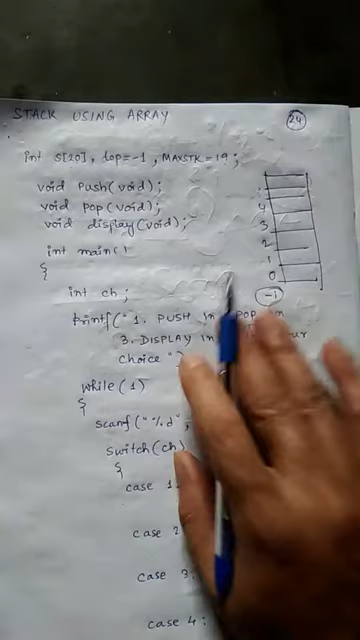 STACK USING ARRAY
24
int S[20], top=-1, MAXSTK=19;
void Push(void);
void pop(void);
void display(void);
int main()
{
int ch;
printf("1. PUSH \n POP \n
3. DISPLAY \n
choice")
while(1)
{
scanf("%d",
switch(ch)
{
case 1:
case 2
case 3:
case 4:
4
3
2
1
0
-1